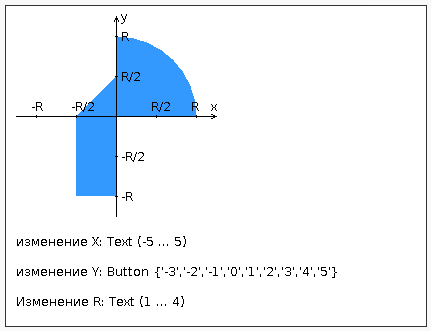 y
R
R/2
-R
-R/2
R/2
R
x
-R/2
-R
изменение X: Text (-5 ... 5)
изменение Y: Button {'-3','-2','-1','0','1','2','3','4','5'}
Изменение R: Text (1 ... 4)